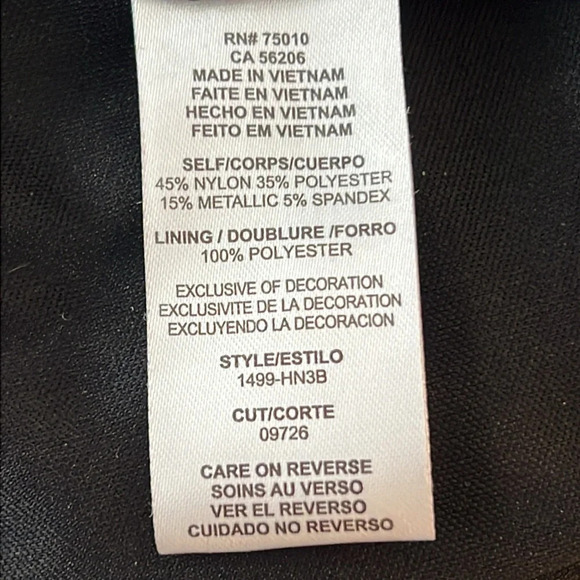 RN# 75010
CA 56206
MADE IN VIETNAM
FAITE EN VIETNAM
HECHO EN VIETNAM
FEITO EM VIETNAM
SELF/CORPS/CUERPO
45% NYLON 35% POLYESTER
15% METALLIC 5% SPANDEX
LINING / DOUBLURE /FORRO
100% POLYESTER
EXCLUSIVE OF DECORATION
EXCLUSIVITE DE LA DECORATION
EXCLUYENDO LA DECORACION
STYLE/ESTILO
1499-HN3B
CUT/CORTE
09726
CARE ON REVERSE
SOINS AU VERSO
VER EL REVERSO
CUIDADO NO REVERSO